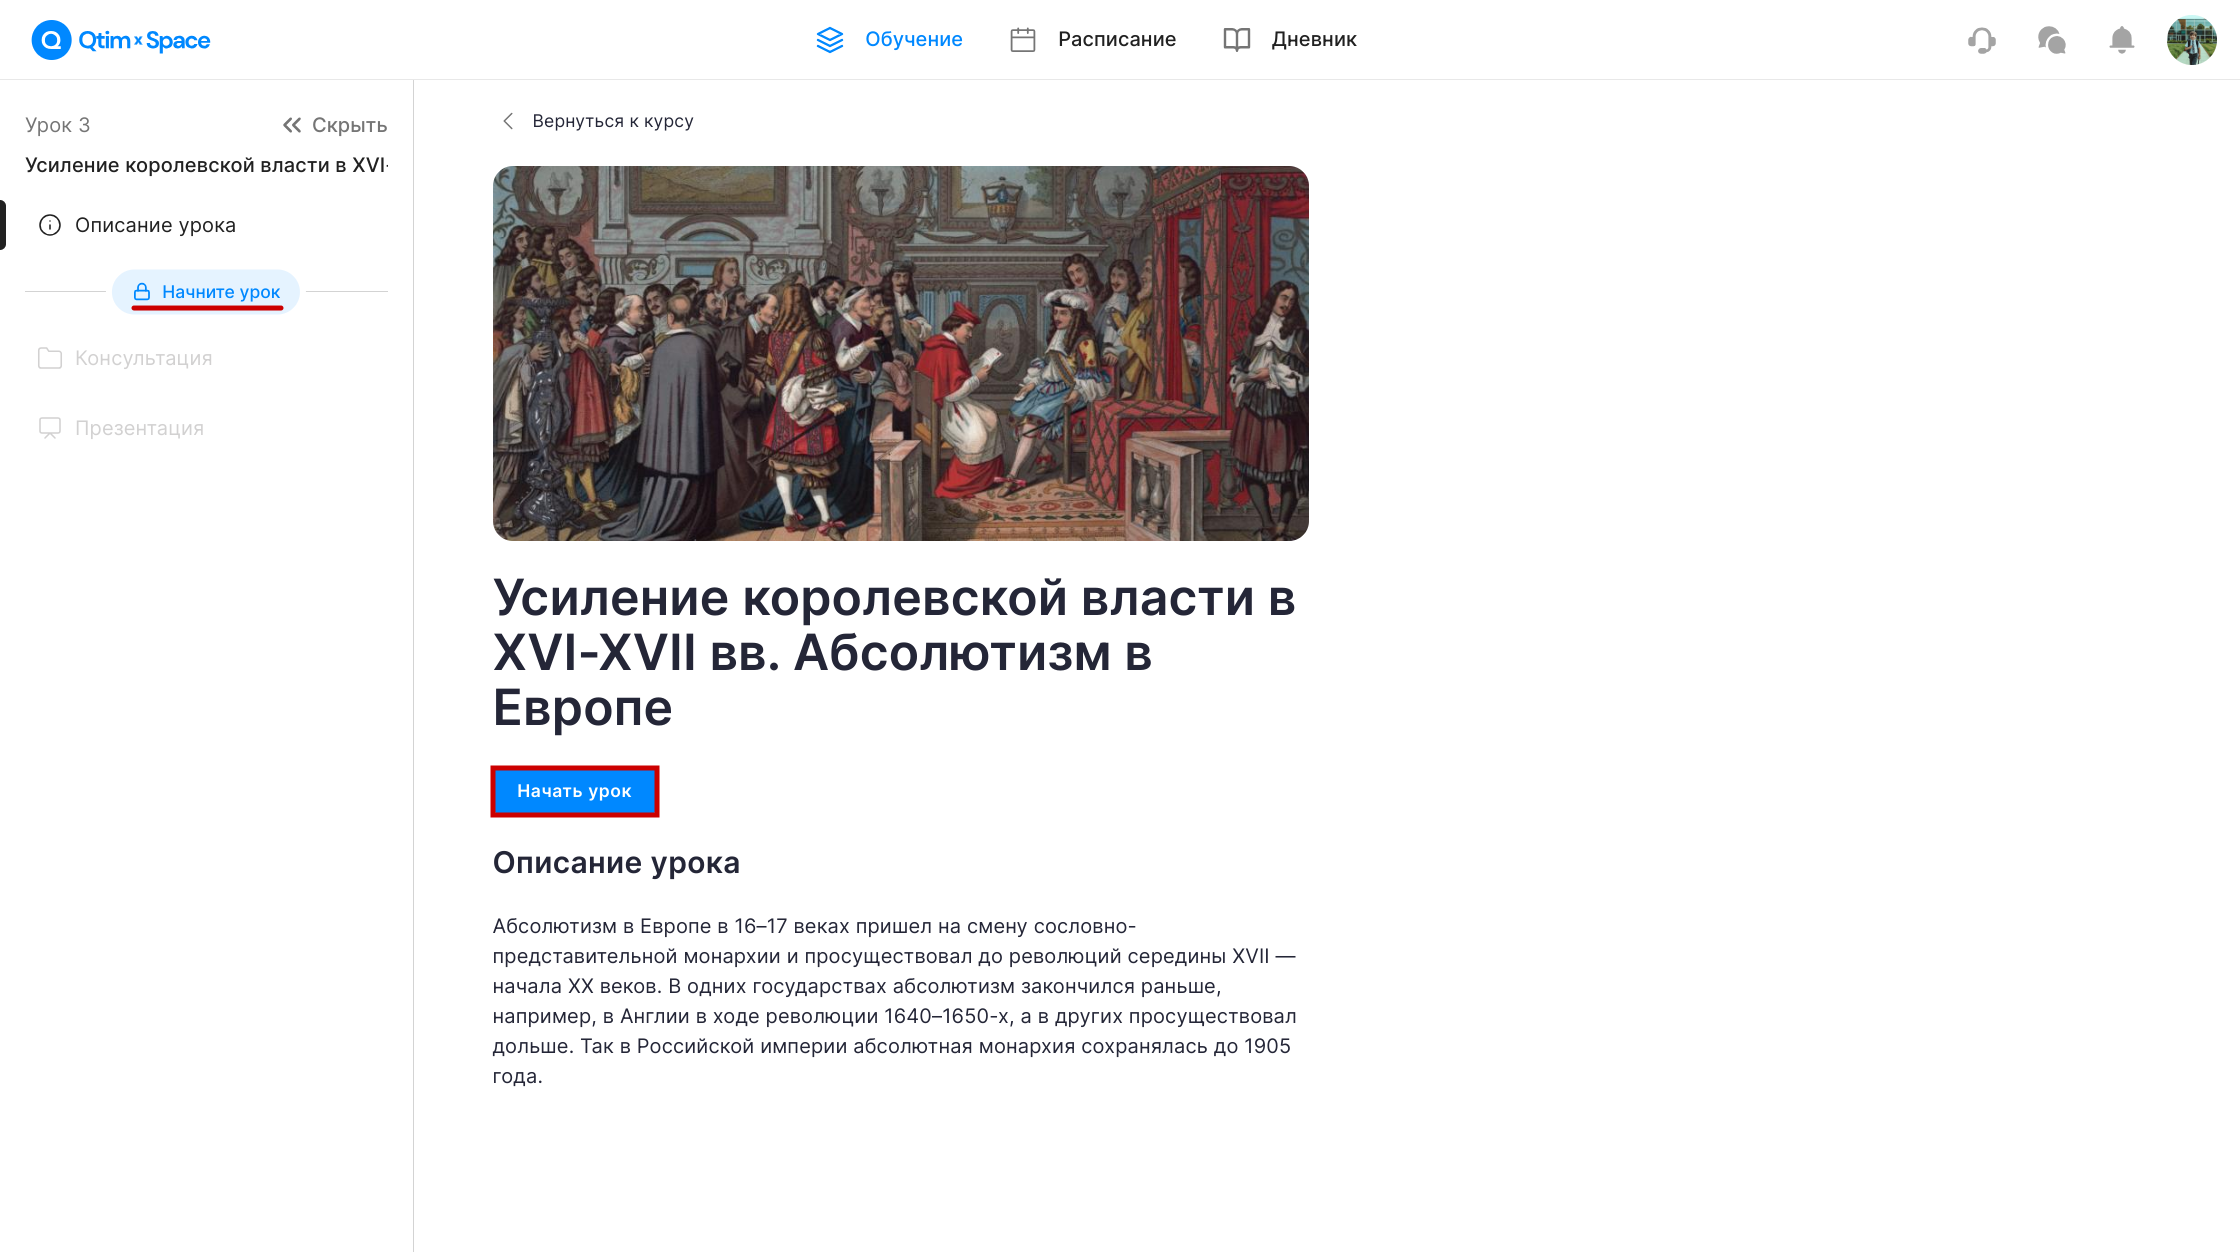 Qtim x Space
Обучение
Расписание
Дневник
Урок 3
Скрыть
Усиление королевской власти в XVI-
Описание урока
Начните урок
Консультация
Презентация
Вернуться к курсу
Усиление королевской власти в
XVI-XVII вв. Абсолютизм в
Европе
Начать урок
Описание урока
Абсолютизм в Европе в 16–17 веках пришел на смену сословно-
представительной монархии и просуществовал до революций середины XVII —
начала XX веков. В одних государствах абсолютизм закончился раньше,
например, в Англии в ходе революции 1640–1650-х, а в других просуществовал
дольше. Так в Российской империи абсолютная монархия сохранялась до 1905
года.